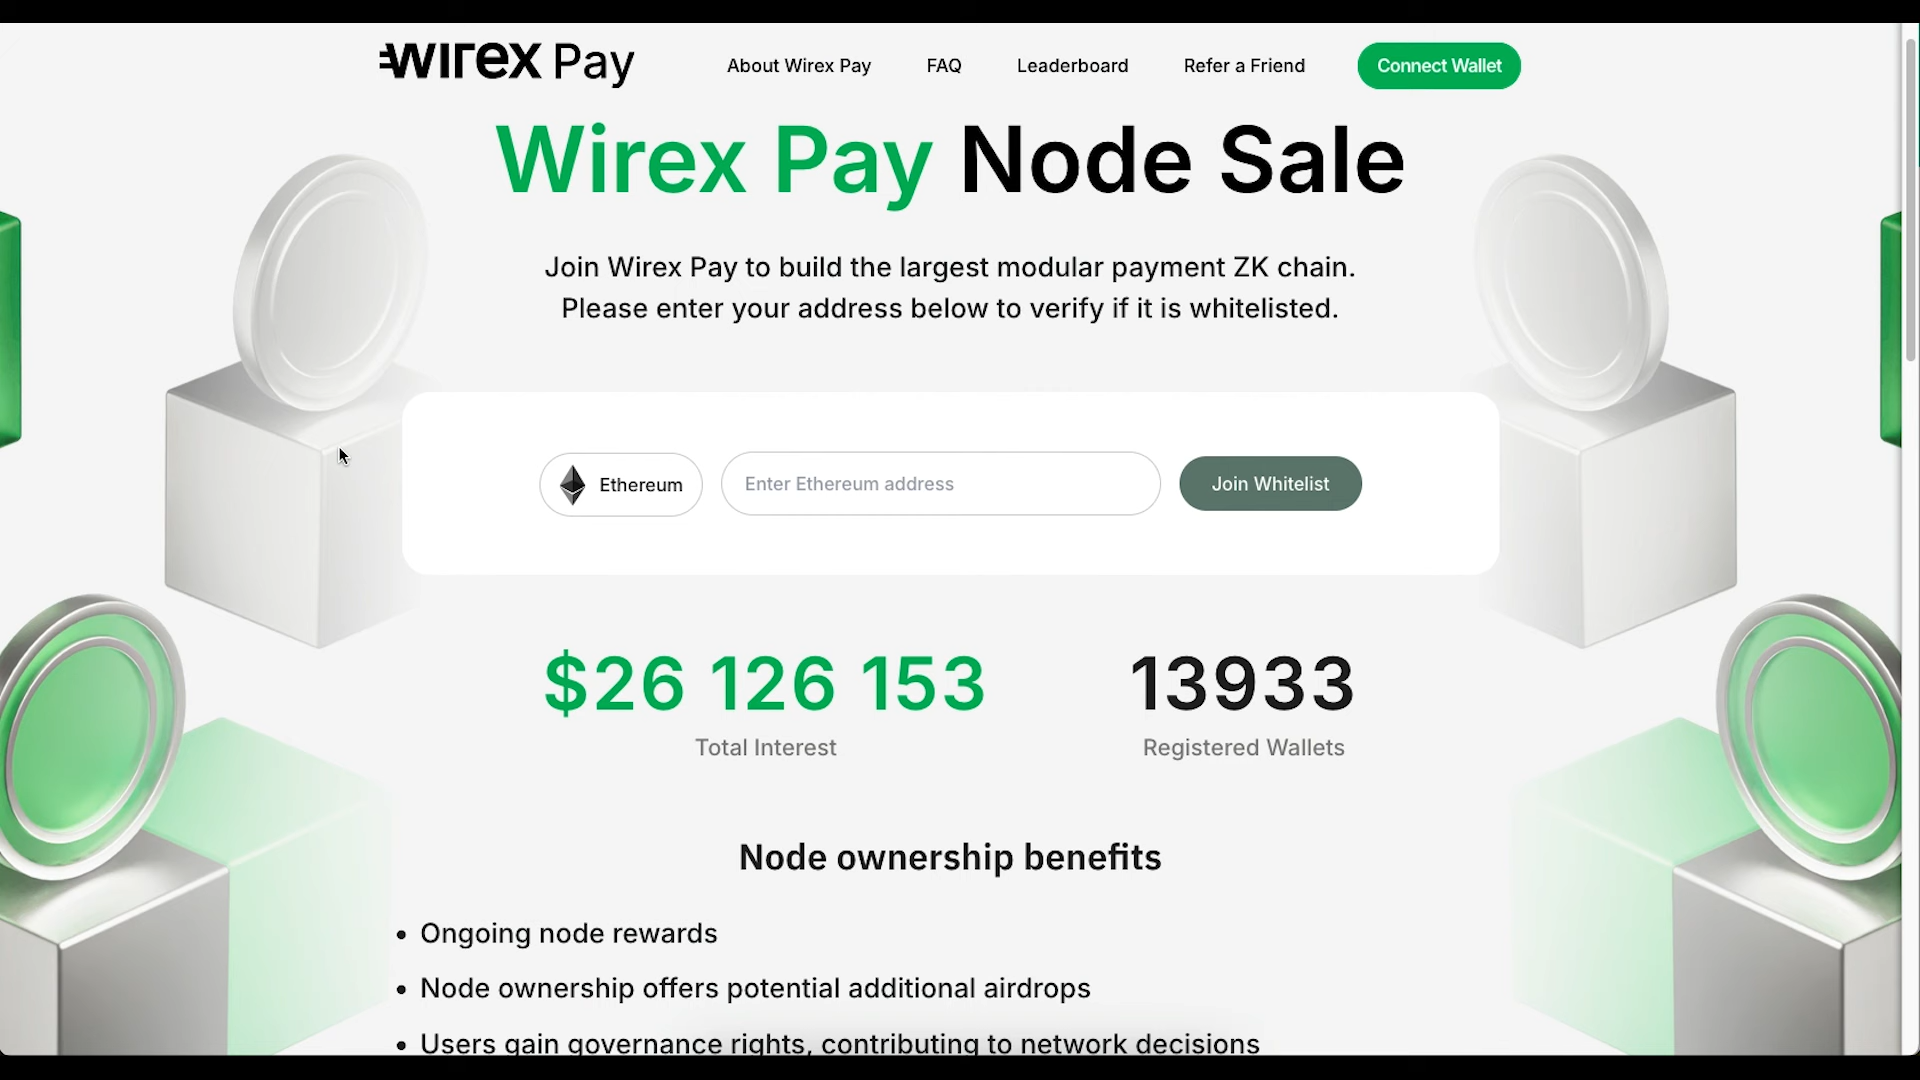 wirex Pay
About Wirex Pay
FAQ
Leaderboard
Refer a Friend
Connect Wallet
Wirex Pay Node Sale
Join Wirex Pay to build the largest modular payment ZK chain.
Please enter your address below to verify if it is whitelisted.
Ethereum
Enter Ethereum address
Join Whitelist
$26 126 153
13933
Total Interest
Registered Wallets
Node ownership benefits
• Ongoing node rewards
• Node ownership offers potential additional airdrops
• Users gain governance rights, contributing to network decisions